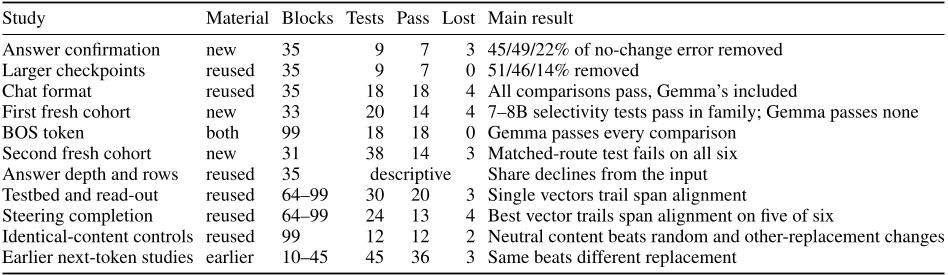 Study Material Blocks Tests Pass Lost Main result
Answer confirmation new 35 9 7 3 45/49/22% of no-change error removed
Larger checkpoints reused 35 9 7 0 51/46/14% removed
Chat format reused 35 18 18 4 All comparisons pass, Gemma's included
First fresh cohort new 33 20 14 4 7–8B selectivity tests pass in family; Gemma passes none
BOS token both 99 18 18 0 Gemma passes every comparison
Second fresh cohort new 31 38 14 3 Matched-route test fails on all six
Answer depth and rows reused 35 descriptive Share declines from the input
Testbed and read-out reused 64–99 30 20 3 Single vectors trail span alignment
Steering completion reused 64–99 24 13 4 Best vector trails span alignment on five of six
Identical-content controls reused 99 12 12 2 Neutral content beats random and other-replacement changes
Earlier next-token studies earlier 10–45 45 36 3 Same beats different replacement